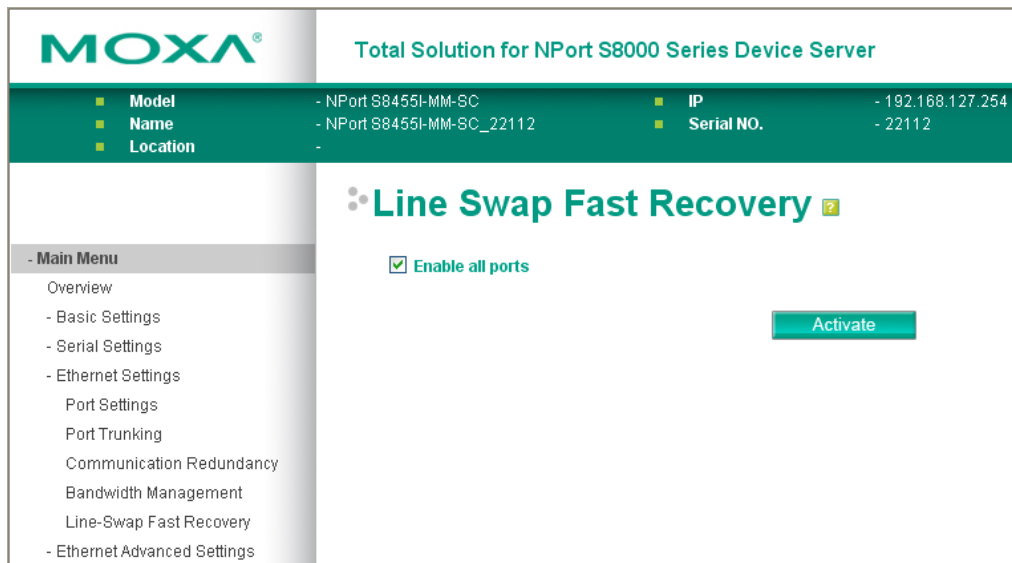 MOXA®
Total Solution for NPort S8000 Series Device Server
Model - NPort S8455I-MM-SC IP - 192.168.127.254
Name - NPort S8455I-MM-SC_22112 Serial NO. - 22112
Location -
Line Swap Fast Recovery ?
- Main Menu
Enable all ports
Overview
- Basic Settings
Activate
- Serial Settings
- Ethernet Settings
Port Settings
Port Trunking
Communication Redundancy
Bandwidth Management
Line-Swap Fast Recovery
- Ethernet Advanced Settings